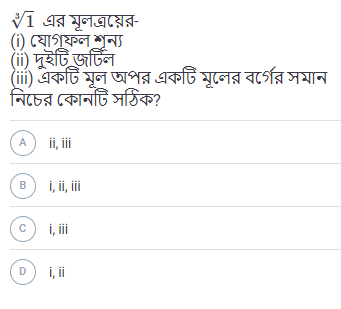 ∛1 এর মূলত্রয়ের-
(i) যোগফল শূন্য
(ii) দুইটি জটিল
(iii) একটি মূল অপর একটি মূলের বর্গের সমান
নিচের কোনটি সঠিক?
A ii, iii
B i, ii, iii
C i, iii
D i, ii